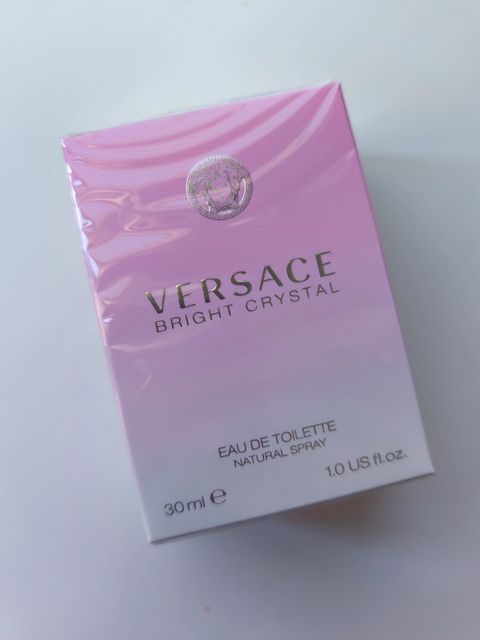 VERSACE
BRIGHT CRYSTAL
EAU DE TOILETTE
NATURAL SPRAY
30 ml ℮
1.0 US fl.oz.